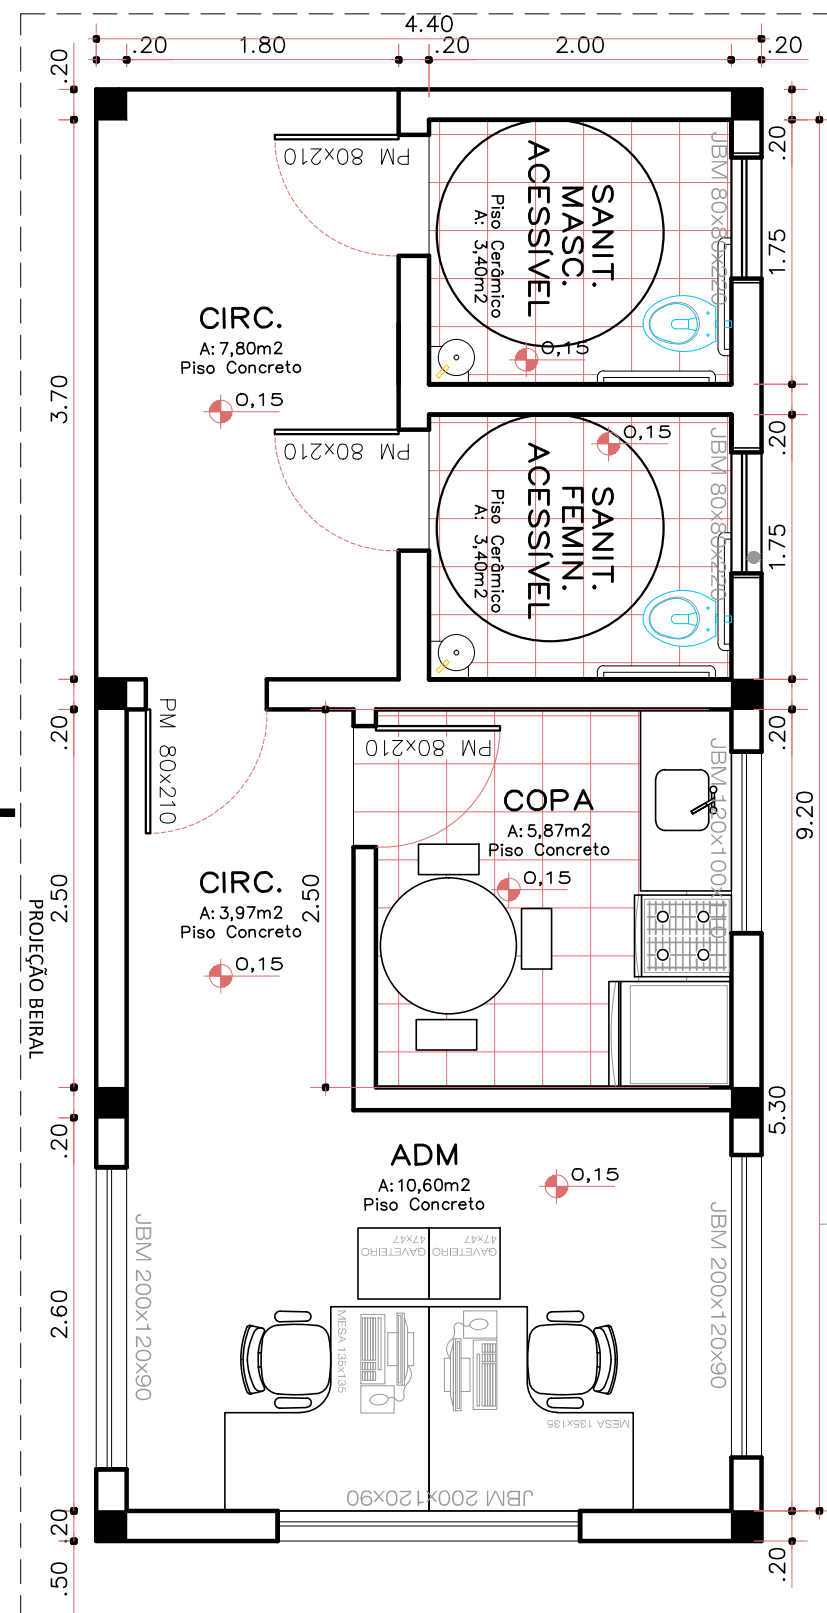 4.40
.20
1.80
.20
2.00
.20
.20
.20
PM 80x210
JBM 80x80x220
SANIT.
MASC.
ACESSÍVEL
Piso Cerâmico
A: 3,40m2
1.75
CIRC.
A: 7,80m2
Piso Concreto
0,15
0,15
3.70
PM 80x210
0,15
.20
JBM 80x80x220
SANIT.
FEMIN.
ACESSÍVEL
Piso Cerâmico
A: 3,40m2
1.75
.20
PM 80x210
PM 80x210
.20
JBM 120x100x110
COPA
A: 5,87m2
Piso Concreto
0,15
9.20
CIRC.
A: 3,97m2
Piso Concreto
0,15
2.50
2.50
PROJEÇÃO BEIRAL
5.30
.20
ADM
A: 10,60m2
Piso Concreto
0,15
JBM 200x120x90
JBM 200x120x90
GAVETEIRO
47x47
GAVETEIRO
47x47
2.60
MESA 135x135
MESA 135x135
JBM 200x120x90
.20
.50
.20